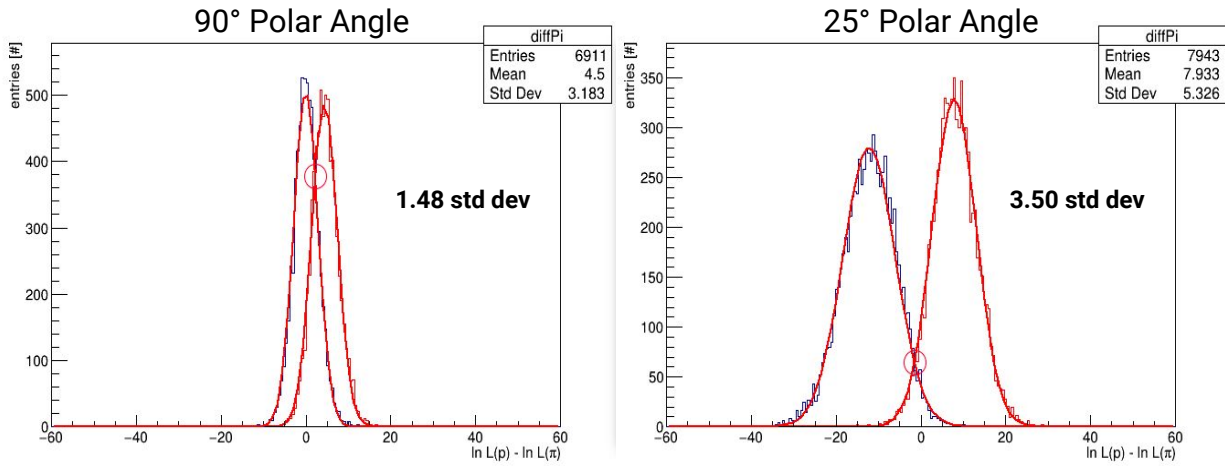 90° Polar Angle
diffPi
Entries 6911
Mean 4.5
Std Dev 3.183
entries [#]
500
400
300
200
100
0
1.48 std dev
−60 −40 −20 0 20 40 60
ln L(p) - ln L(π)
25° Polar Angle
diffPi
Entries 7943
Mean 7.933
Std Dev 5.326
entries [#]
350
300
250
200
150
100
50
0
3.50 std dev
−60 −40 −20 0 20 40 60
ln L(p) - ln L(π)